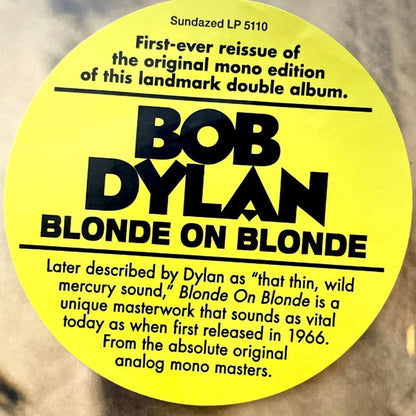 Sundazed LP 5110
First-ever reissue of
the original mono edition
of this landmark double album.
BOB
DYLAN
BLONDE ON BLONDE
Later described by Dylan as "that thin, wild
mercury sound," Blonde On Blonde is a
unique masterwork that sounds as vital
today as when first released in 1966.
From the absolute original
analog mono masters.